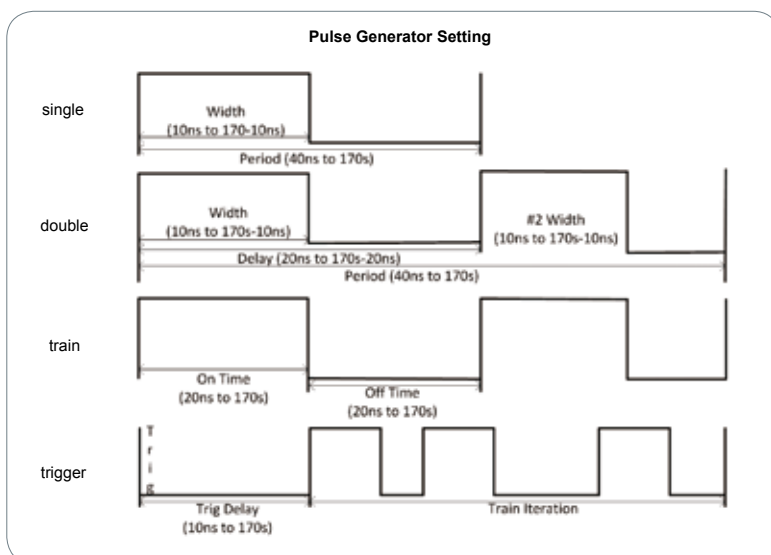 Pulse Generator Setting
single
Width
(10ns to 170-10ns)
Period (40ns to 170s)
double
Width
(10ns to 170s-10ns)
#2 Width
(10ns to 170s-10ns)
Delay (20ns to 170s-20ns)
Period (40ns to 170s)
train
On Time
(20ns to 170s)
Off Time
(20ns to 170s)
trigger
Trig
Trig Delay
(10ns to 170s)
Train Iteration